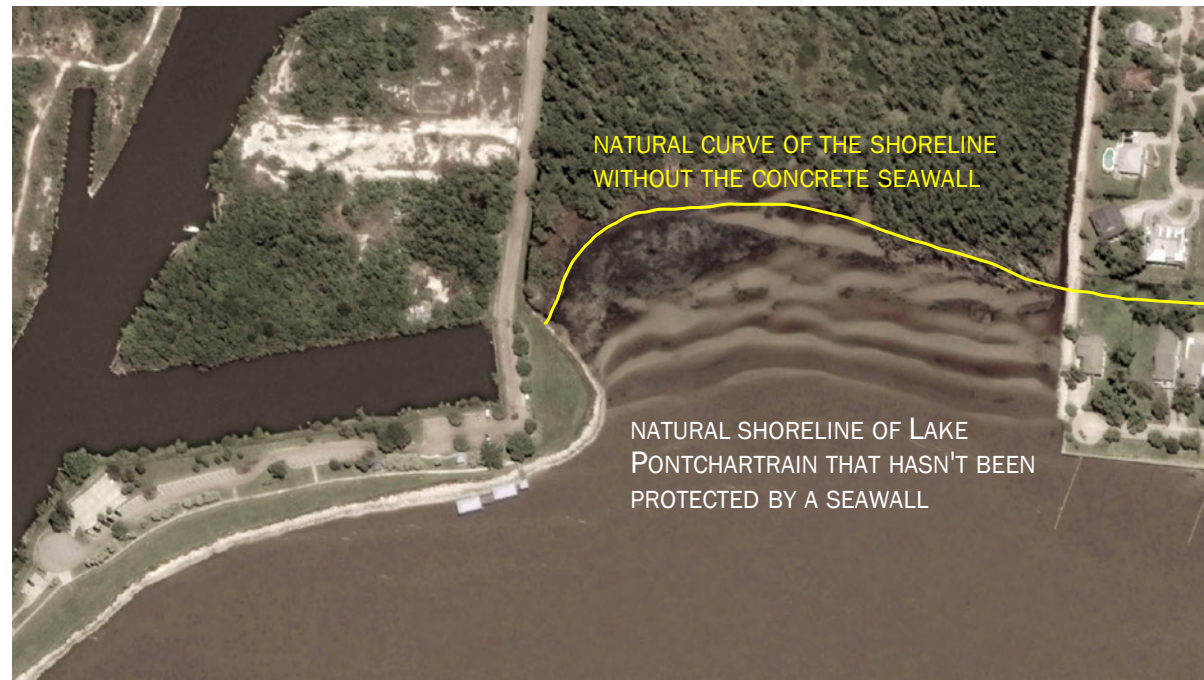 NATURAL CURVE OF THE SHORELINE
WITHOUT THE CONCRETE SEAWALL
NATURAL SHORELINE OF LAKE
PONTCHARTRAIN THAT HASN'T BEEN
PROTECTED BY A SEAWALL